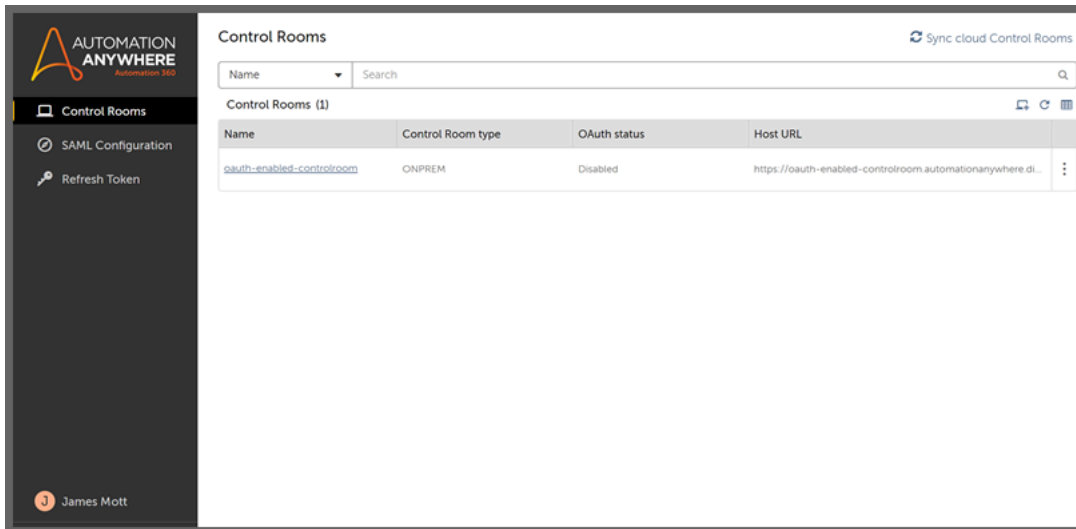 AUTOMATION
ANYWHERE
Automation 360
Control Rooms
SAML Configuration
Refresh Token
J James Mott
Control Rooms
Sync cloud Control Rooms
Name Search
Control Rooms (1)
Name Control Room type OAuth status Host URL
oauth-enabled-controlroom ONPREM Disabled https://oauth-enabled-controlroom.automationanywhere.di...